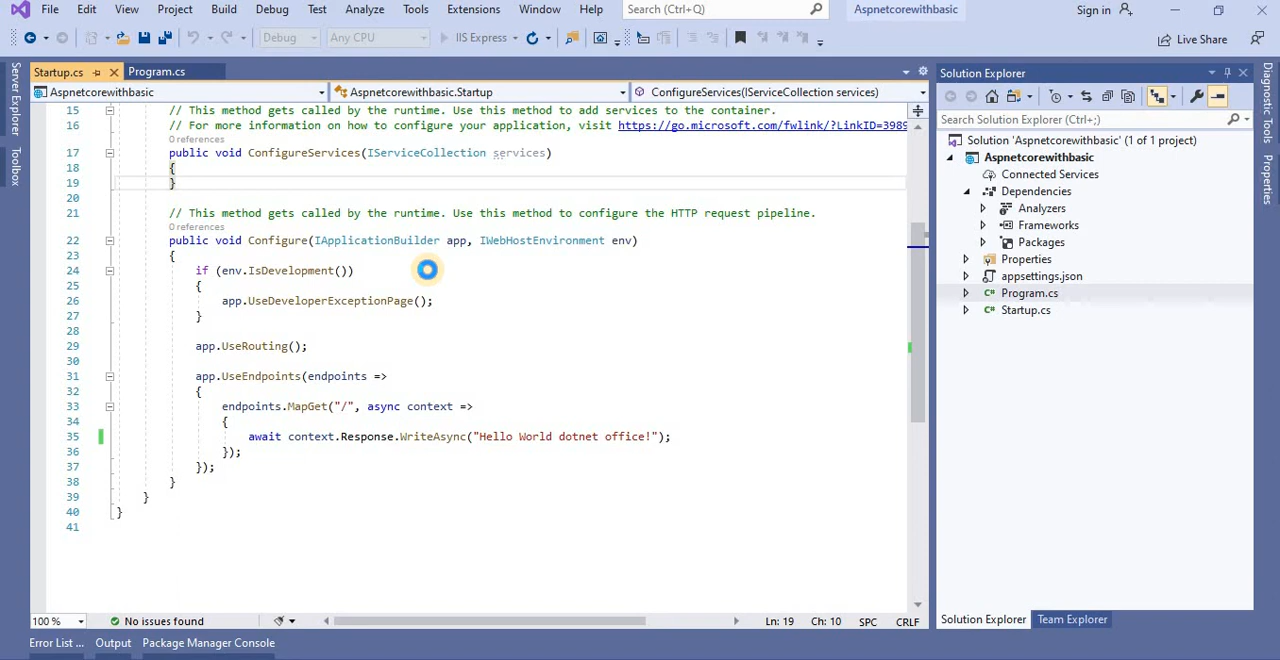 File Edit View Project Build Debug Test Analyze Tools Extensions Window Help Search (Ctrl+Q) Aspnetcorewithbasic Sign in
Debug Any CPU IIS Express Live Share
Server Explorer
Toolbox
Startup.cs Program.cs
Aspnetcorewithbasic Aspnetcorewithbasic.Startup ConfigureServices(IServiceCollection services)
15 // This method gets called by the runtime. Use this method to add services to the container.
16 // For more information on how to configure your application, visit https://go.microsoft.com/fwlink/?LinkID=3989
0 references
17 public void ConfigureServices(IServiceCollection services)
18 {
19 }
20
21 // This method gets called by the runtime. Use this method to configure the HTTP request pipeline.
0 references
22 public void Configure(IApplicationBuilder app, IWebHostEnvironment env)
23 {
24 if (env.IsDevelopment())
25 {
26 app.UseDeveloperExceptionPage();
27 }
28
29 app.UseRouting();
30
31 app.UseEndpoints(endpoints =>
32 {
33 endpoints.MapGet("/", async context =>
34 {
35 await context.Response.WriteAsync("Hello World dotnet office!");
36 });
37 });
38 }
39 }
40 }
41
100 % No issues found Ln: 19 Ch: 10 SPC CRLF
Error List ... Output Package Manager Console
Solution Explorer
Search Solution Explorer (Ctrl+;)
Solution 'Aspnetcorewithbasic' (1 of 1 project)
Aspnetcorewithbasic
Connected Services
Dependencies
Analyzers
Frameworks
Packages
Properties
appsettings.json
C# Program.cs
C# Startup.cs
Solution Explorer Team Explorer
Diagnostic Tools
Properties